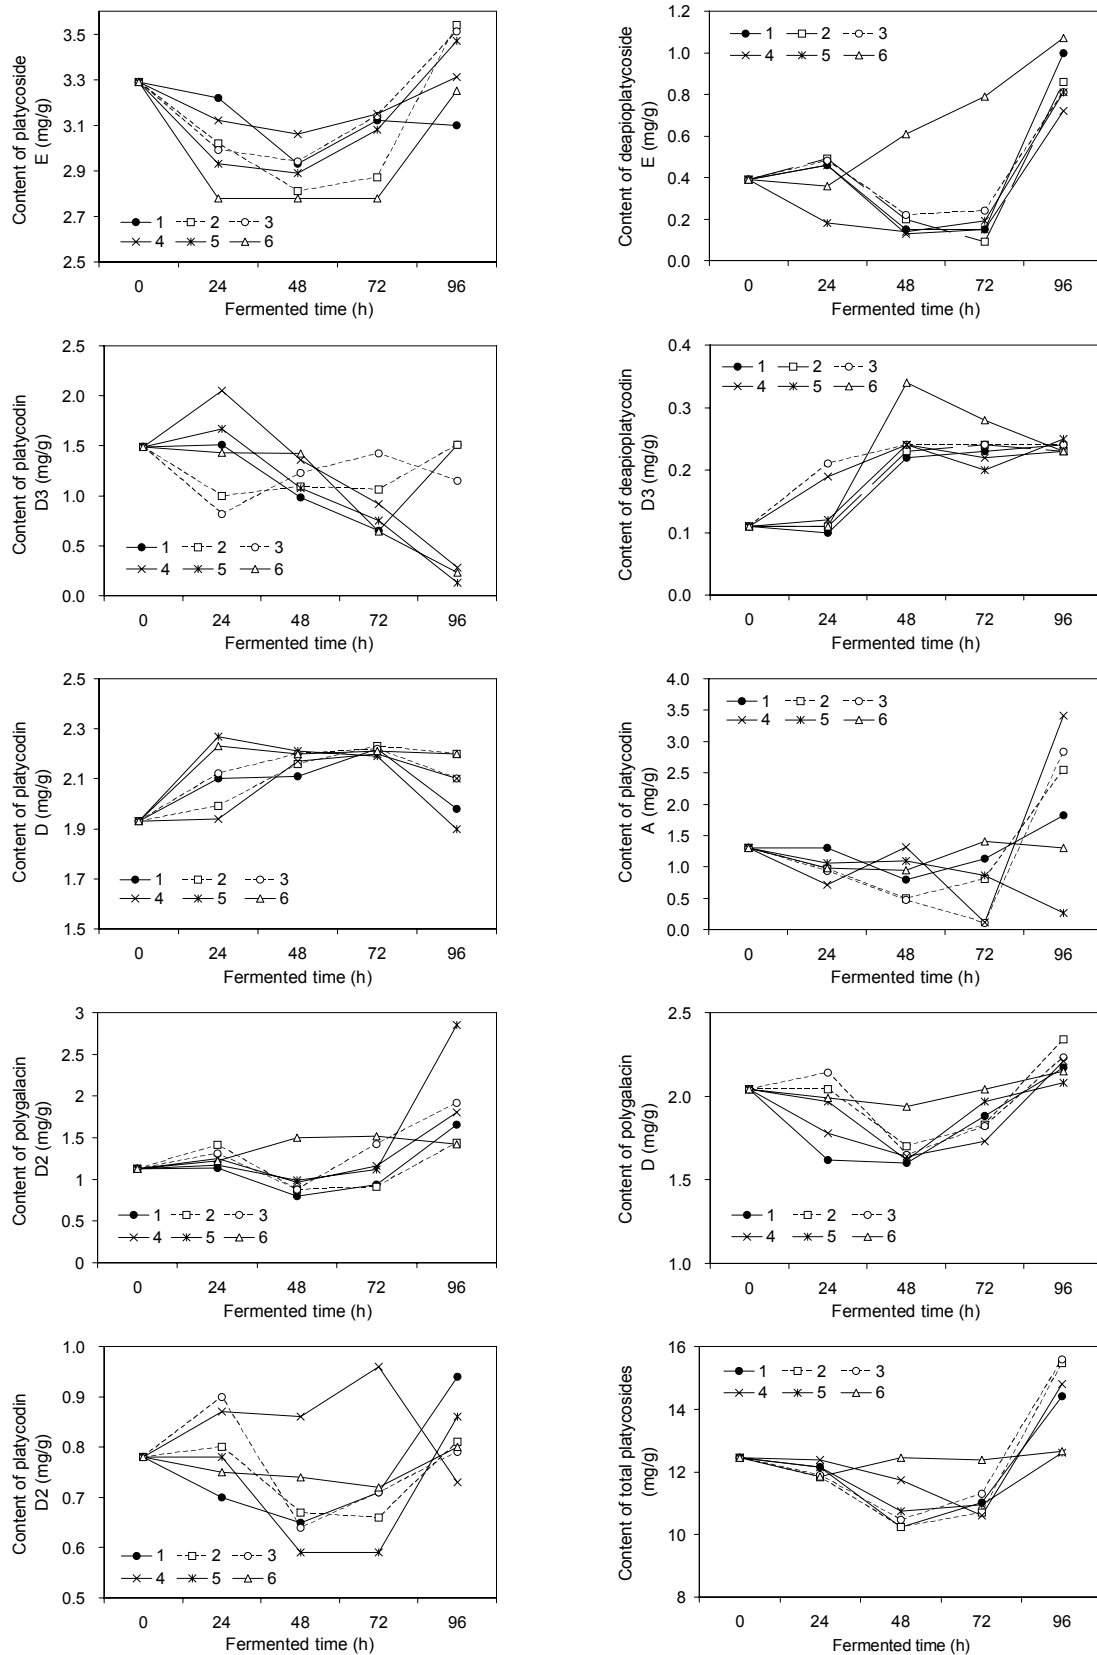 Content of platycoside
E (mg/g)
3.5
3.3
3.1
2.9
2.7
2.5
1 2 3
4 5 6
0 24 48 72 96
Fermented time (h)
Content of deapioplatycoside
E (mg/g)
1.2
1.0
0.8
0.6
0.4
0.2
0.0
1 2 3
4 5 6
0 24 48 72 96
Fermented time (h)
Content of platycodin
D3 (mg/g)
2.5
2.0
1.5
1.0
0.5
0.0
1 2 3
4 5 6
0 24 48 72 96
Fermented time (h)
Content of deapioplatycodin
D3 (mg/g)
0.4
0.3
0.2
0.1
0.0
1 2 3
4 5 6
0 24 48 72 96
Fermented time (h)
Content of platycodin
D (mg/g)
2.5
2.3
2.1
1.9
1.7
1.5
1 2 3
4 5 6
0 24 48 72 96
Fermented time (h)
Content of platycodin
A (mg/g)
4.0
3.5
3.0
2.5
2.0
1.5
1.0
0.5
0.0
1 2 3
4 5 6
0 24 48 72 96
Fermented time (h)
Content of polygalacin
D2 (mg/g)
3
2.5
2
1.5
1
0.5
0
1 2 3
4 5 6
0 24 48 72 96
Fermented time (h)
Content of polygalacin
D (mg/g)
2.5
2.0
1.5
1.0
1 2 3
4 5 6
0 24 48 72 96
Fermented time (h)
Content of platycodin
D2 (mg/g)
1.0
0.9
0.8
0.7
0.6
0.5
1 2 3
4 5 6
0 24 48 72 96
Fermented time (h)
Content of total platycosides
(mg/g)
16
14
12
10
8
1 2 3
4 5 6
0 24 48 72 96
Fermented time (h)